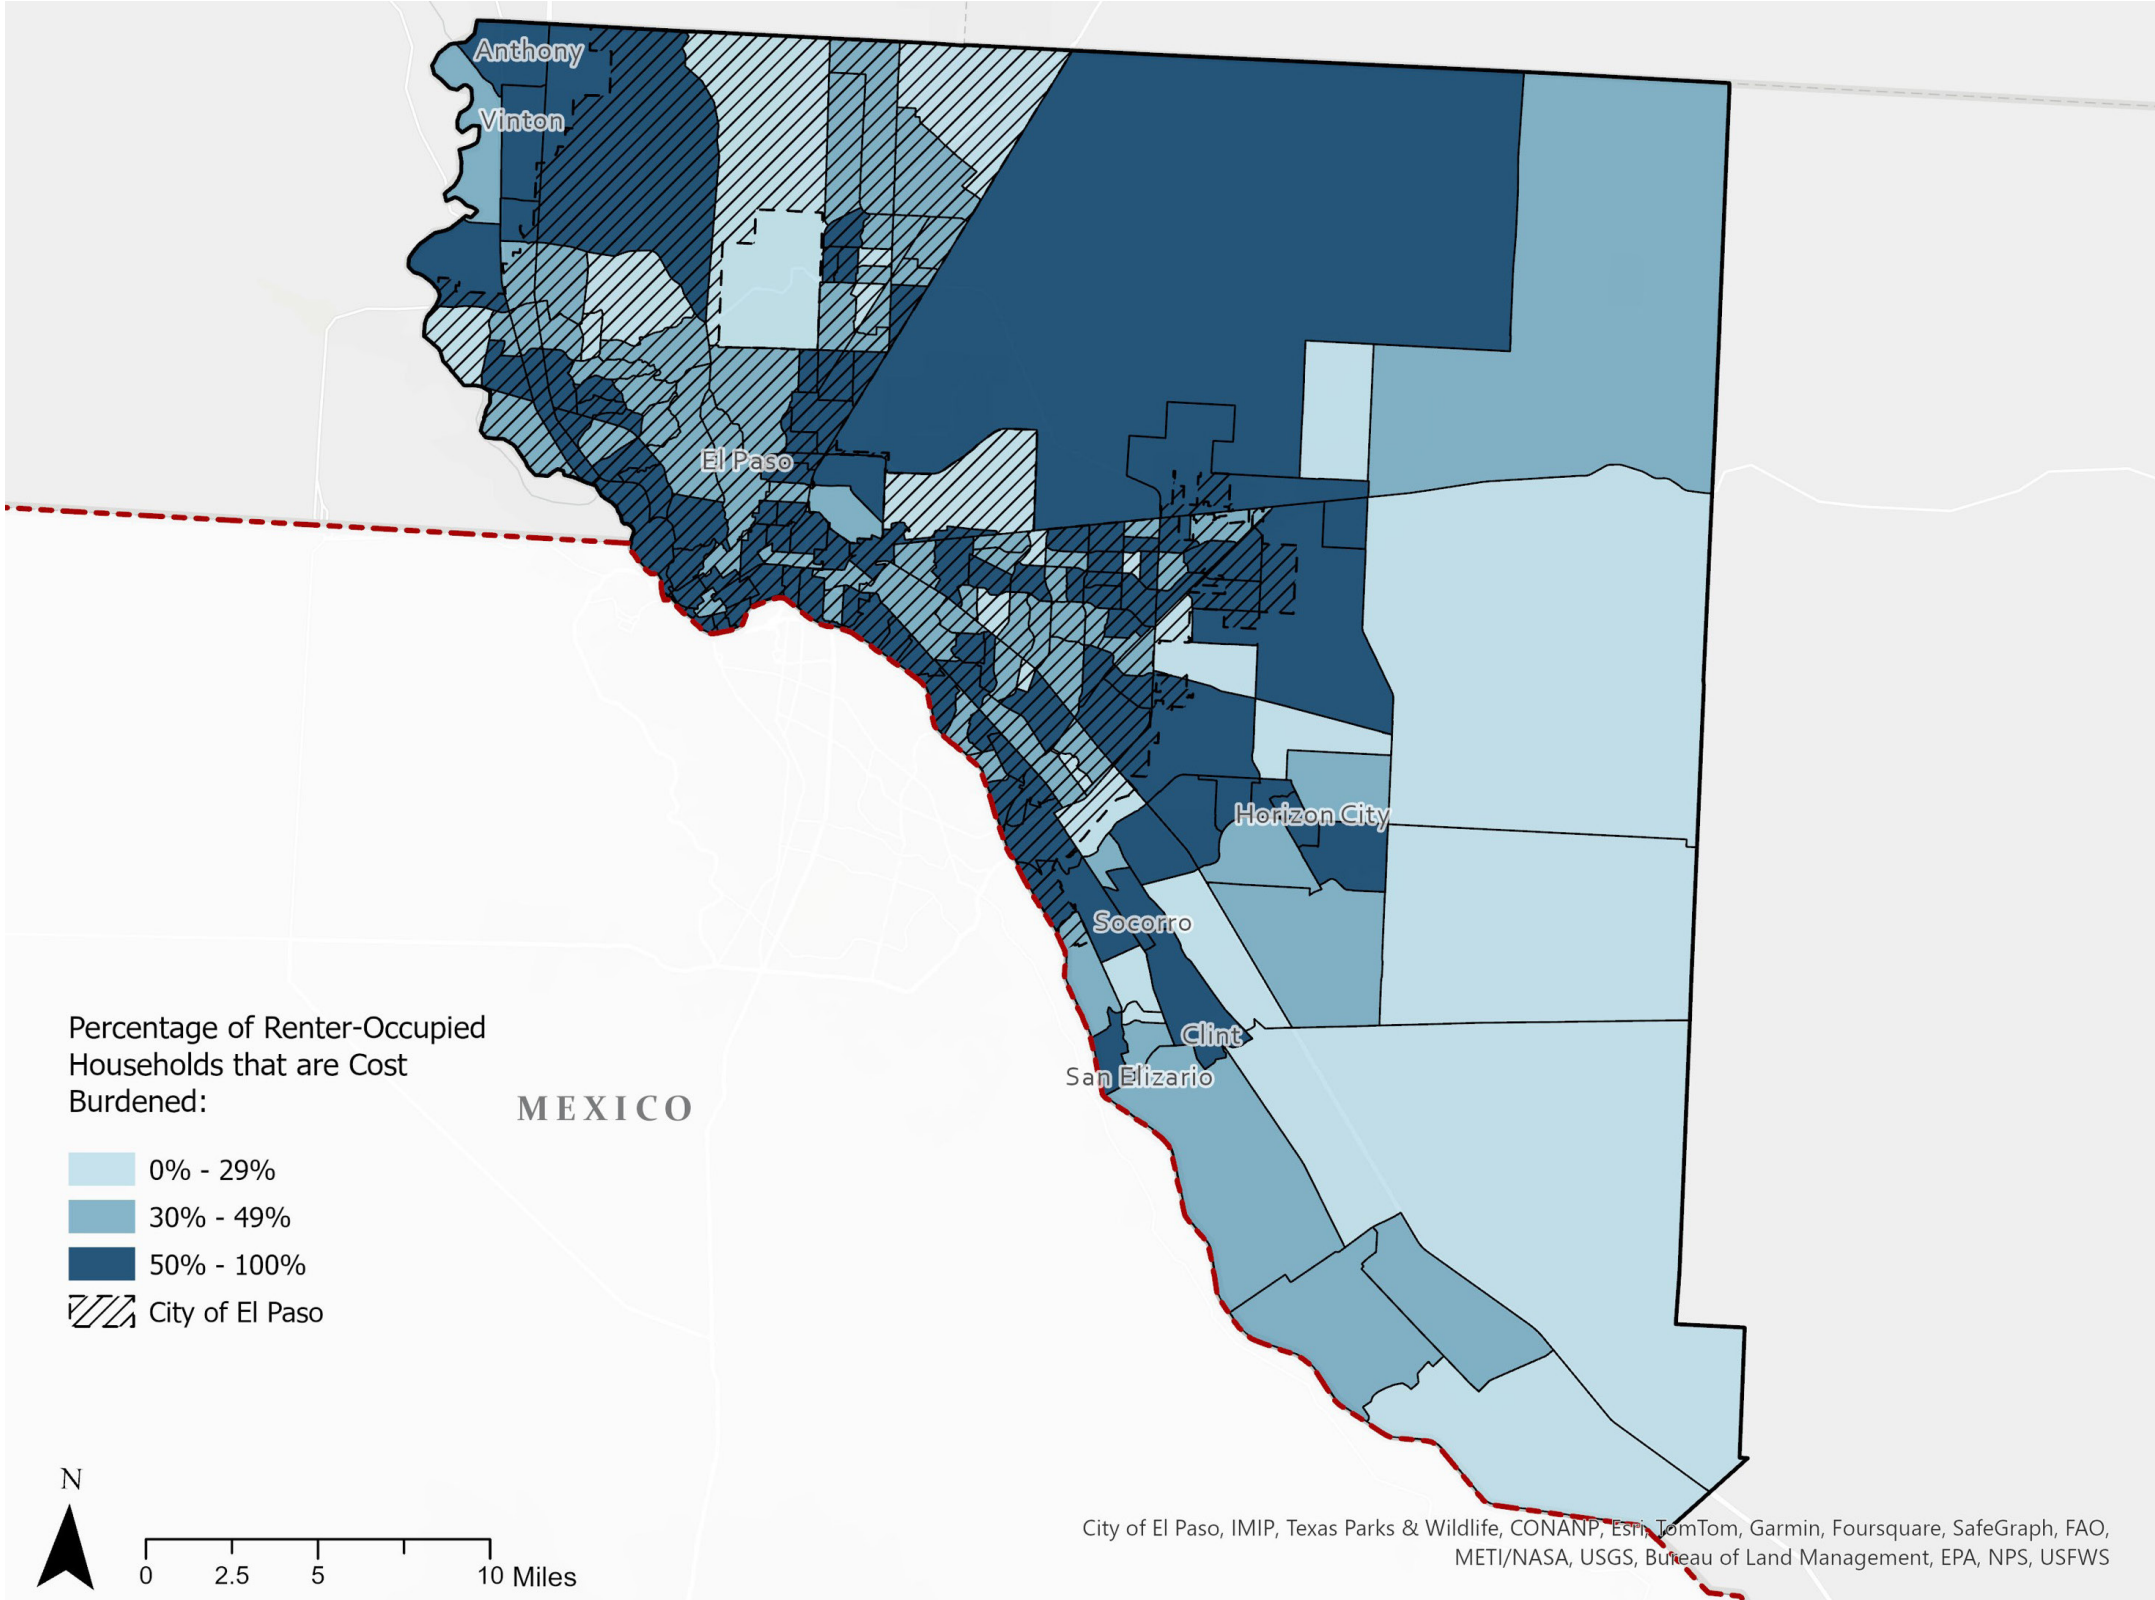 Anthony
Vinton
El Paso
Horizon City
Socorro
Clint
San Elizario
MEXICO
Percentage of Renter-Occupied
Households that are Cost
Burdened:
0% - 29%
30% - 49%
50% - 100%
City of El Paso
N
0 2.5 5 10 Miles
City of El Paso, IMIP, Texas Parks & Wildlife, CONANP, Esri, TomTom, Garmin, Foursquare, SafeGraph, FAO,
METI/NASA, USGS, Bureau of Land Management, EPA, NPS, USFWS